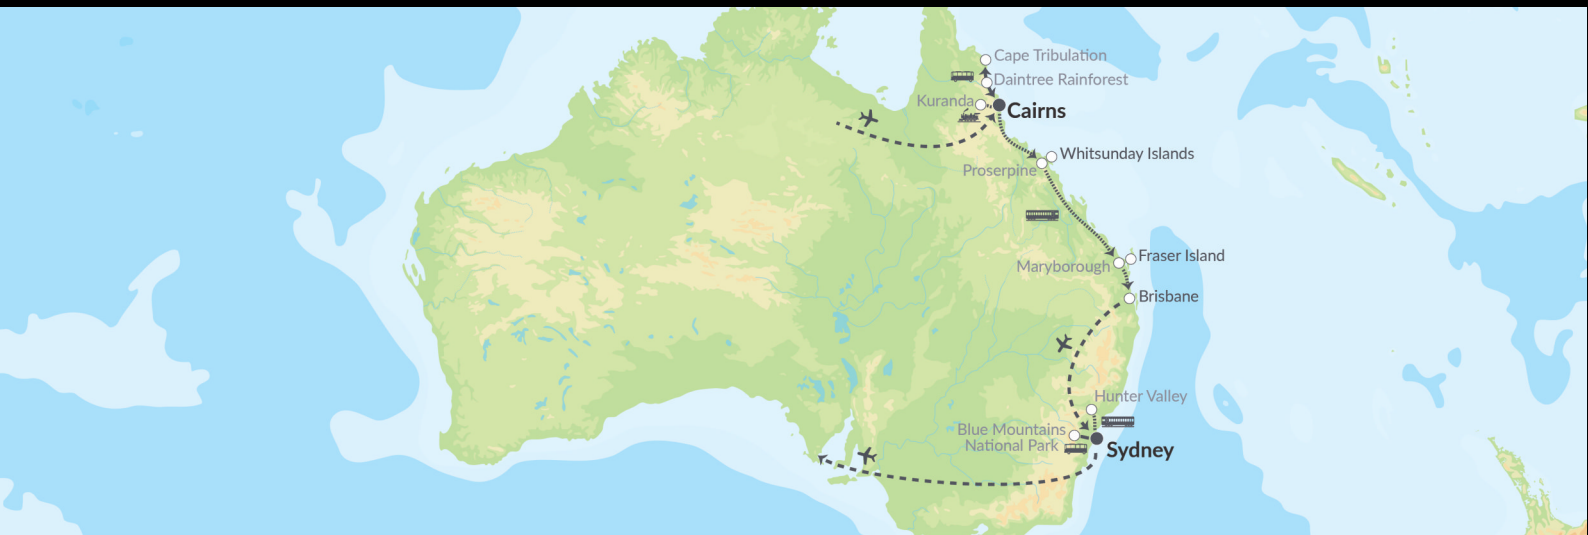 Cape Tribulation
Daintree Rainforest
Kuranda
Cairns
Whitsunday Islands
Proserpine
Fraser Island
Maryborough
Brisbane
Hunter Valley
Blue Mountains
National Park
Sydney